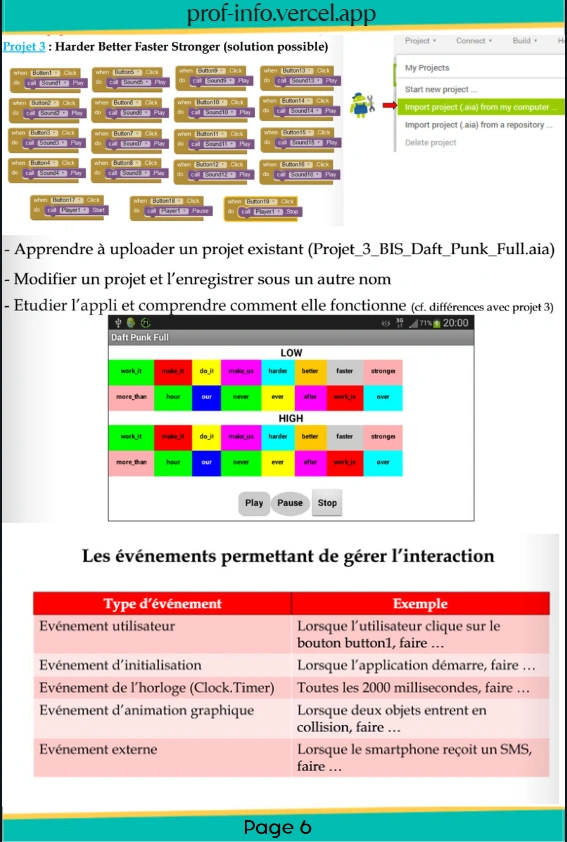 prof-info.vercel.app
Projet 3 : Harder Better Faster Stronger (solution possible)
Project Connect Build
when Button1 Click
do call Sound1 Play
when Button5 Click
do call Sound5 Play
when Button9 Click
do call Sound9 Play
when Button13 Click
do call Sound13 Play
when Button2 Click
do call Sound2 Play
when Button6 Click
do call Sound6 Play
when Button10 Click
do call Sound10 Play
when Button14 Click
do call Sound14 Play
when Button3 Click
do call Sound3 Play
when Button7 Click
do call Sound7 Play
when Button11 Click
do call Sound11 Play
when Button15 Click
do call Sound15 Play
when Button4 Click
do call Sound4 Play
when Button8 Click
do call Sound8 Play
when Button12 Click
do call Sound12 Play
when Button16 Click
do call Sound16 Play
when Button17 Click
do call Player1 Start
when Button18 Click
do call Player1 Pause
when Button19 Click
do call Player1 Stop
My Projects
Start new project ...
Import project (.aia) from my computer ...
Import project (.aia) from a repository ...
Delete project
- Apprendre à uploader un projet existant (Projet_3_BIS_Daft_Punk_Full.aia)
- Modifier un projet et l'enregistrer sous un autre nom
- Etudier l'appli et comprendre comment elle fonctionne (cf. différences avec projet 3)
3G 71% 20:00
Daft Punk Full
LOW
work_it make_it do_it make_us harder better faster stronger
more_than hour our never ever after work_is over
HIGH
work_it make_it do_it make_us harder better faster stronger
more_than hour our never ever after work_is over
Play Pause Stop
Les événements permettant de gérer l'interaction
Type d'événement Exemple
Evénement utilisateur Lorsque l'utilisateur clique sur le
bouton button1, faire …
Evénement d'initialisation Lorsque l'application démarre, faire …
Evénement de l'horloge (Clock.Timer) Toutes les 2000 millisecondes, faire …
Evénement d'animation graphique Lorsque deux objets entrent en
collision, faire …
Evénement externe Lorsque le smartphone reçoit un SMS,
faire …
Page 6